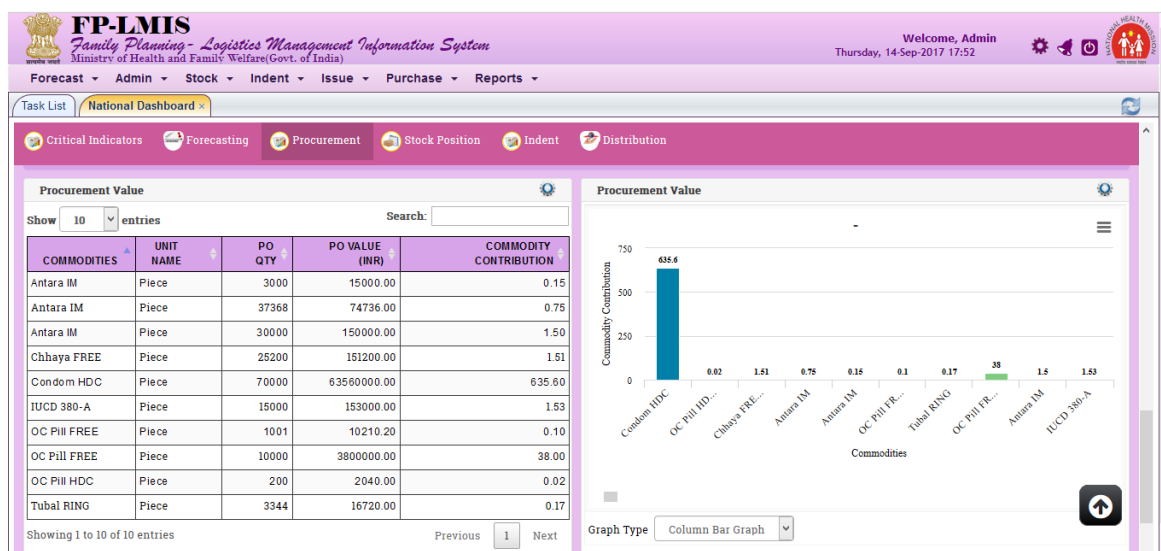 FP-LMIS
Family Planning - Logistics Management Information System
Ministry of Health and Family Welfare(Govt. of India)
सत्यमेव जयते
Welcome, Admin
Thursday, 14-Sep-2017 17:52
NATIONAL HEALTH MISSION
Forecast Admin Stock Indent Issue Purchase Reports
Task List National Dashboard ×
Critical Indicators Forecasting Procurement Stock Position Indent Distribution
Procurement Value
Show 10 entries Search:
COMMODITIES UNIT NAME PO QTY PO VALUE (INR) COMMODITY CONTRIBUTION
Antara IM Piece 3000 15000.00 0.15
Antara IM Piece 37368 74736.00 0.75
Antara IM Piece 30000 150000.00 1.50
Chhaya FREE Piece 25200 151200.00 1.51
Condom HDC Piece 70000 63560000.00 635.60
IUCD 380-A Piece 15000 153000.00 1.53
OC Pill FREE Piece 1001 10210.20 0.10
OC Pill FREE Piece 10000 3800000.00 38.00
OC Pill HDC Piece 200 2040.00 0.02
Tubal RING Piece 3344 16720.00 0.17
Showing 1 to 10 of 10 entries Previous 1 Next
Procurement Value
-
Commodity Contribution
750
500
250
0
635.6 0.02 1.51 0.75 0.15 0.1 0.17 38 1.5 1.53
Condom HDC OC Pill HD... Chhaya FRE... Antara IM Antara IM OC Pill FR... Tubal RING OC Pill FR... Antara IM IUCD 380-A
Commodities
Graph Type Column Bar Graph